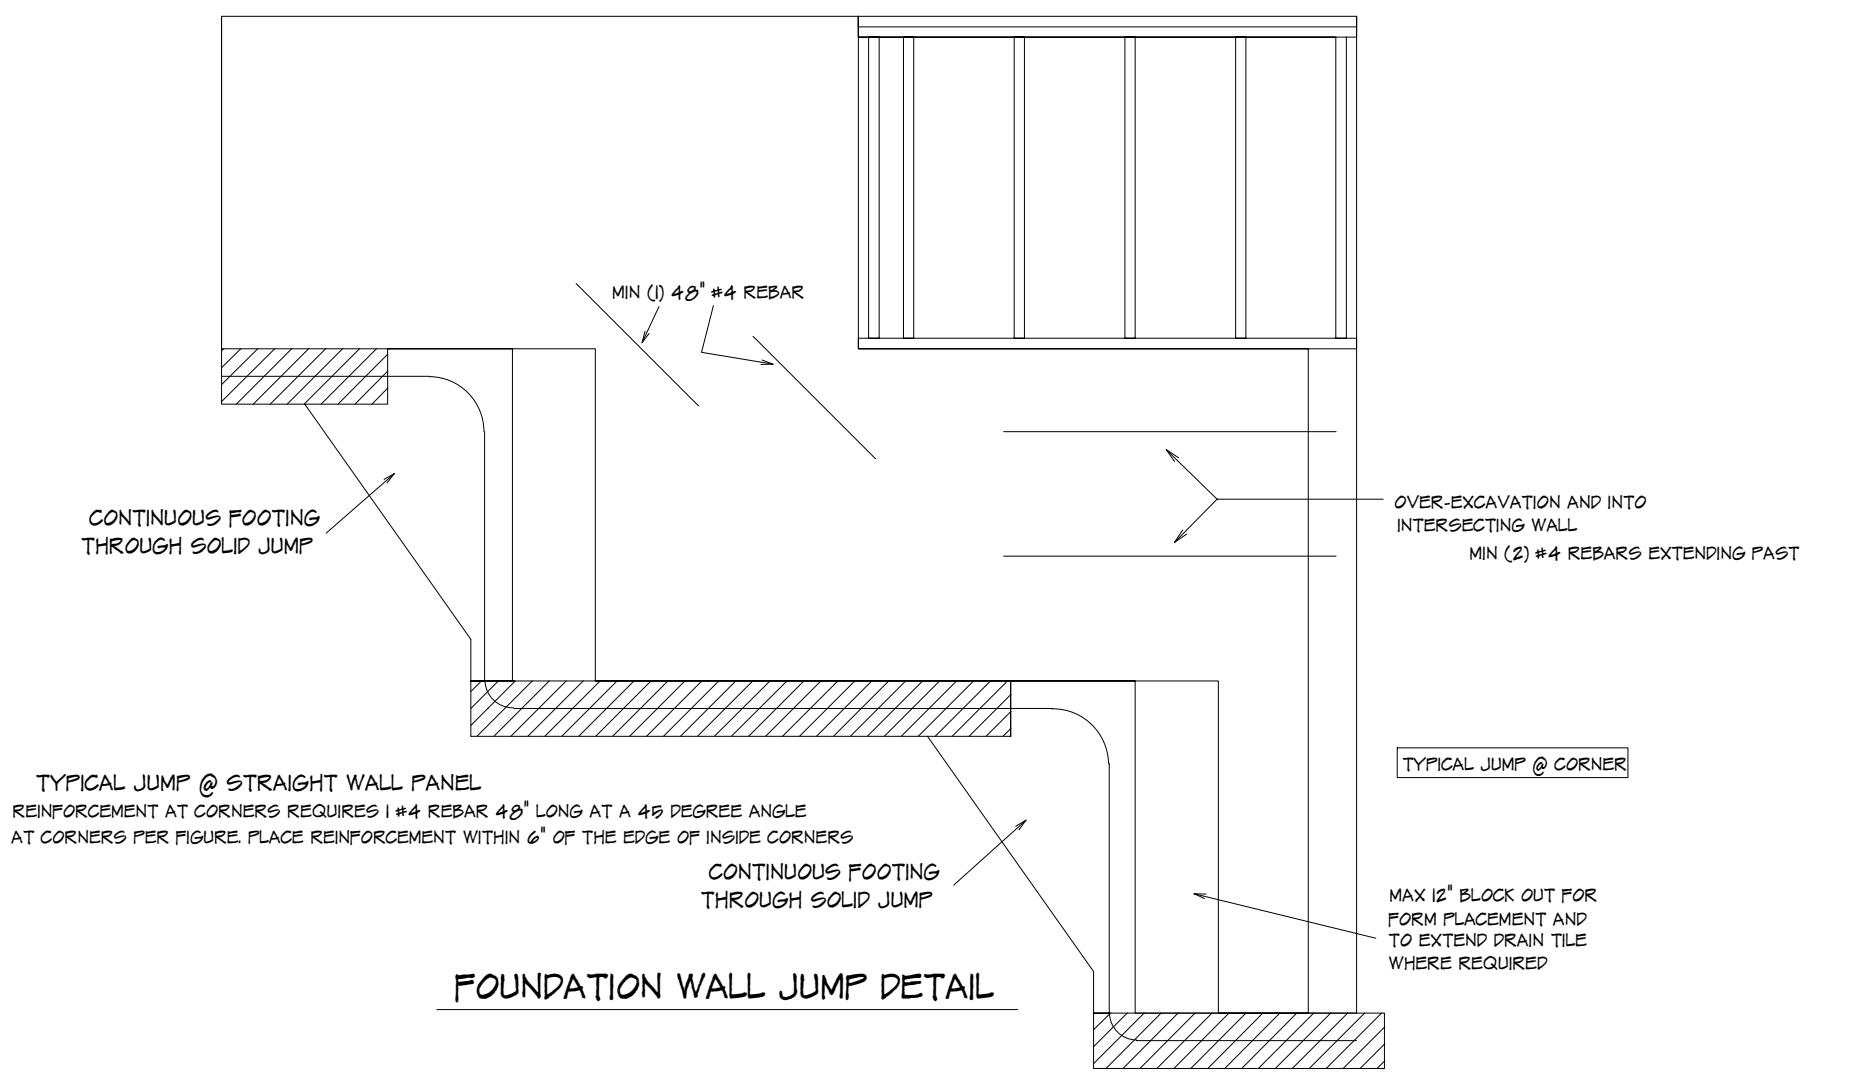 MIN (1) 48" #4 REBAR
CONTINUOUS FOOTING
THROUGH SOLID JUMP
OVER-EXCAVATION AND INTO
INTERSECTING WALL
MIN (2) #4 REBARS EXTENDING PAST
TYPICAL JUMP @ CORNER
TYPICAL JUMP @ STRAIGHT WALL PANEL
REINFORCEMENT AT CORNERS REQUIRES 1 #4 REBAR 48" LONG AT A 45 DEGREE ANGLE
AT CORNERS PER FIGURE. PLACE REINFORCEMENT WITHIN 6" OF THE EDGE OF INSIDE CORNERS
CONTINUOUS FOOTING
THROUGH SOLID JUMP
MAX 12" BLOCK OUT FOR
FORM PLACEMENT AND
TO EXTEND DRAIN TILE
WHERE REQUIRED
FOUNDATION WALL JUMP DETAIL